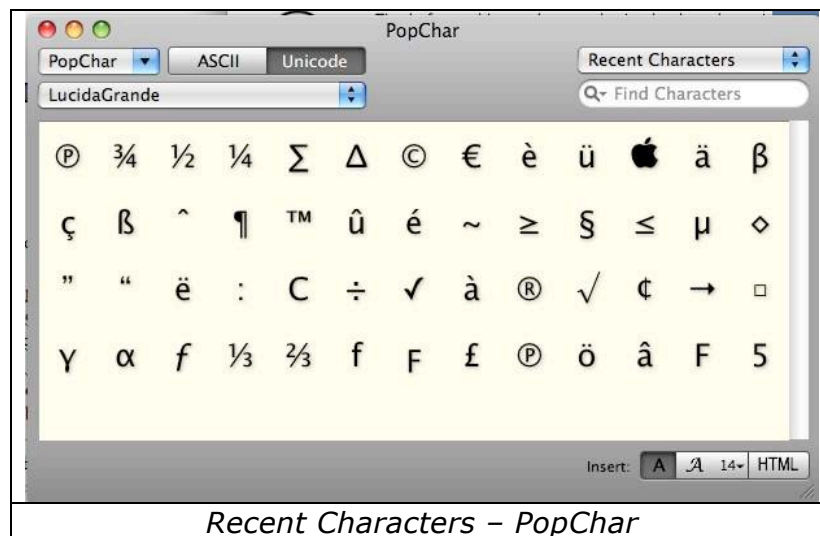 PopChar
PopChar ASCII Unicode Recent Characters
LucidaGrande Find Characters
℗ ¾ ½ ¼ Σ Δ © € è ü  ä β
ç ß ˆ ¶ ™ û é ~ ≥ § ≤ µ ◇
” “ ë : C ÷ ✓ à ® √ ¢ → □
γ α ƒ ⅓ ⅔ f ꜰ £ ℗ ö â F 5
Insert: A A 14 HTML
Recent Characters – PopChar